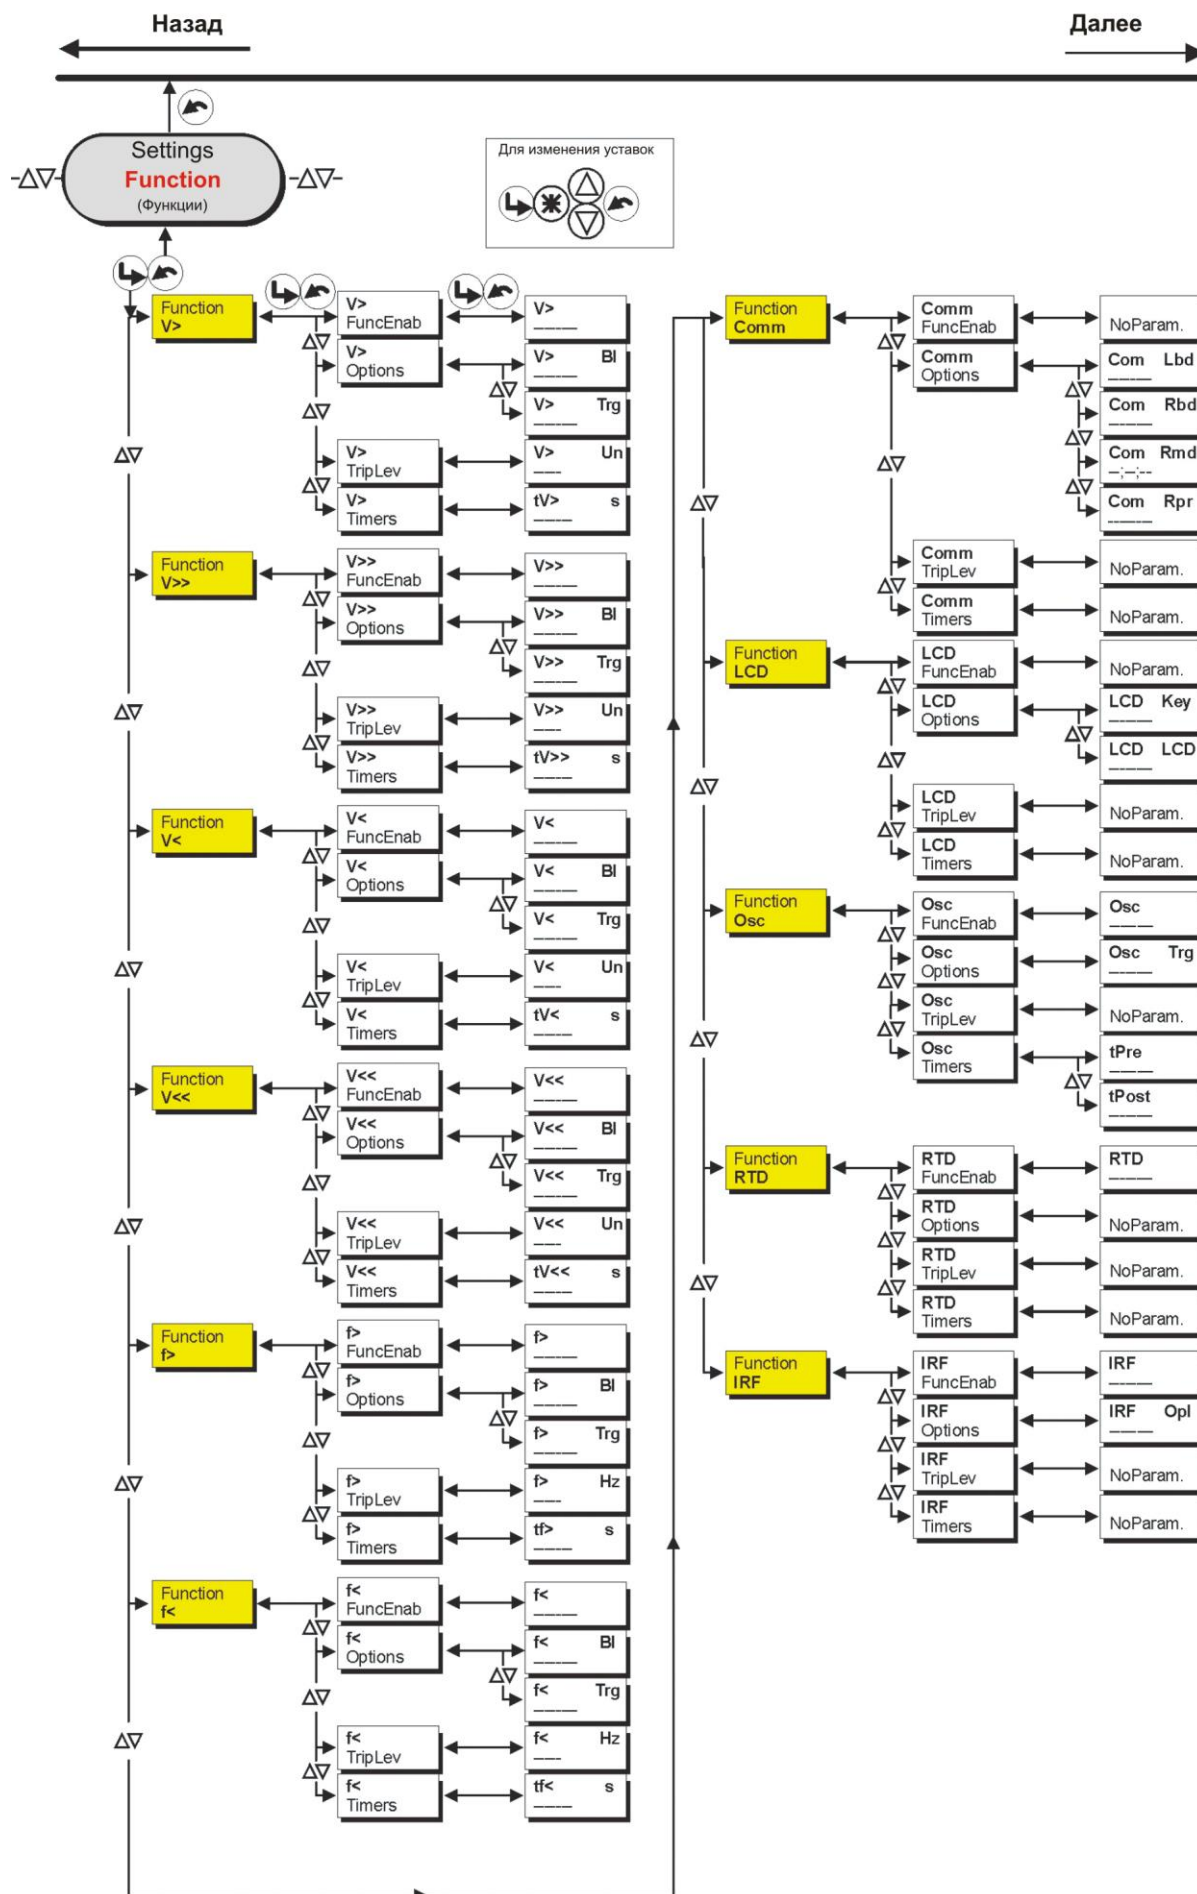 Назад
Далее
Settings
Function
(Функции)
Для изменения уставок
Function
V>
V>
FuncEnab
V>
V>
Options
V> Bl
V> Trg
V>
TripLev
V> Un
V>
Timers
tV> s
Function
V>>
V>>
FuncEnab
V>>
V>>
Options
V>> Bl
V>> Trg
V>>
TripLev
V>> Un
V>>
Timers
tV>> s
Function
V<
V<
FuncEnab
V<
V<
Options
V< Bl
V< Trg
V<
TripLev
V< Un
V<
Timers
tV< s
Function
V<<
V<<
FuncEnab
V<<
V<<
Options
V<< Bl
V<< Trg
V<<
TripLev
V<< Un
V<<
Timers
tV<< s
Function
f>
f>
FuncEnab
f>
f>
Options
f> Bl
f> Trg
f>
TripLev
f> Hz
f>
Timers
tf> s
Function
f<
f<
FuncEnab
f<
f<
Options
f< Bl
f< Trg
f<
TripLev
f< Hz
f<
Timers
tf< s
Function
Comm
Comm
FuncEnab
NoParam.
Comm
Options
Com Lbd
Com Rbd
Com Rmd
Com Rpr
Comm
TripLev
NoParam.
Comm
Timers
NoParam.
Function
LCD
LCD
FuncEnab
NoParam.
LCD
Options
LCD Key
LCD LCD
LCD
TripLev
NoParam.
LCD
Timers
NoParam.
Function
Osc
Osc
FuncEnab
Osc
Osc
Options
Osc Trg
Osc
TripLev
NoParam.
Osc
Timers
tPre
tPost
Function
RTD
RTD
FuncEnab
RTD
RTD
Options
NoParam.
RTD
TripLev
NoParam.
RTD
Timers
NoParam.
Function
IRF
IRF
FuncEnab
IRF
IRF
Options
IRF Opl
IRF
TripLev
NoParam.
IRF
Timers
NoParam.